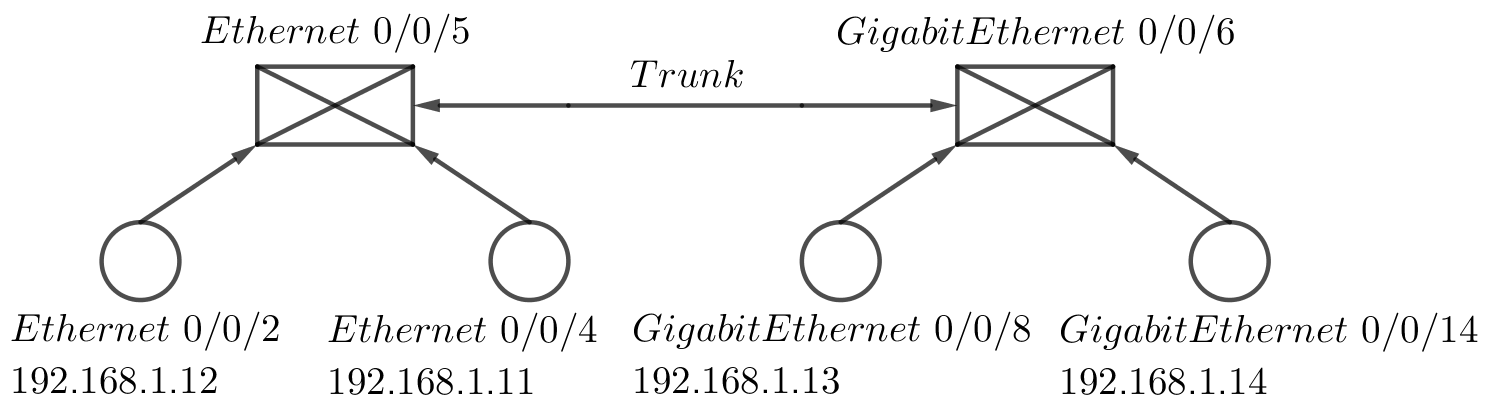 Ethernet 0/0/5
GigabitEthernet 0/0/6
Trunk
Ethernet 0/0/2
192.168.1.12
Ethernet 0/0/4
192.168.1.11
GigabitEthernet 0/0/8
192.168.1.13
GigabitEthernet 0/0/14
192.168.1.14